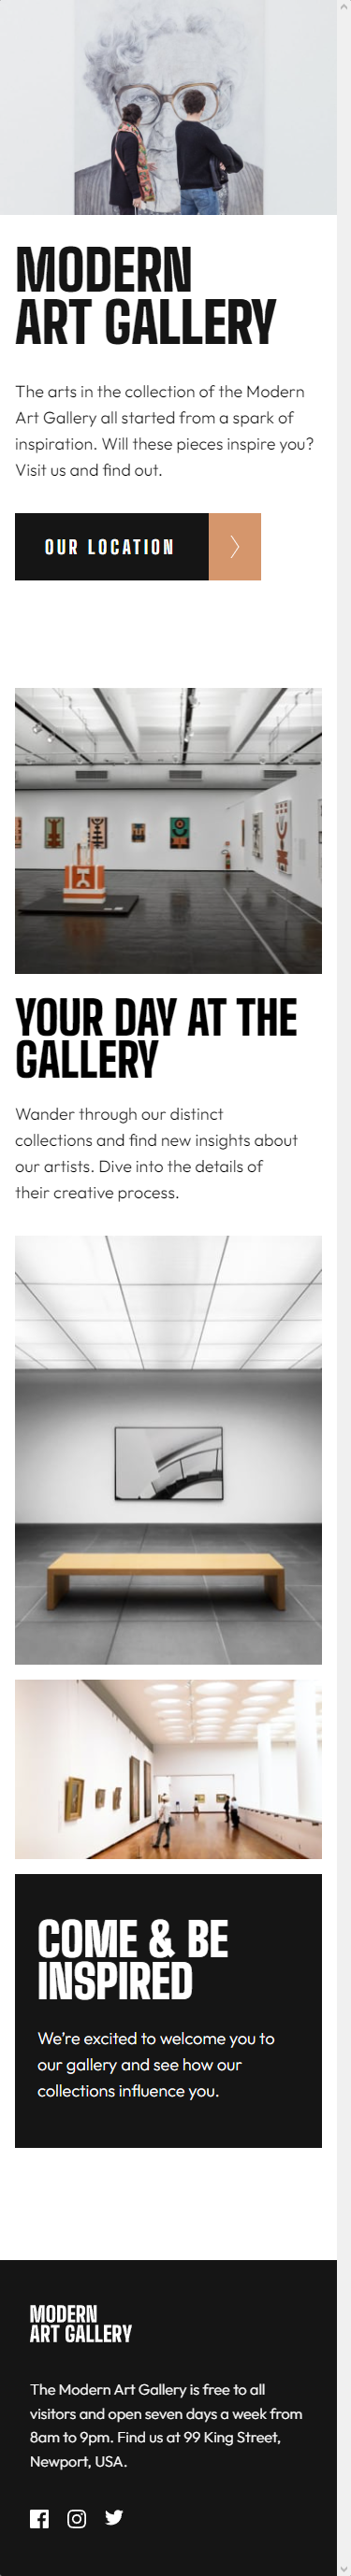 MODERN
ART GALLERY
The arts in the collection of the Modern
Art Gallery all started from a spark of
inspiration. Will these pieces inspire you?
Visit us and find out.
OUR LOCATION
YOUR DAY AT THE
GALLERY
Wander through our distinct
collections and find new insights about
our artists. Dive into the details of
their creative process.
COME & BE
INSPIRED
We’re excited to welcome you to
our gallery and see how our
collections influence you.
MODERN
ART GALLERY
The Modern Art Gallery is free to all
visitors and open seven days a week from
8am to 9pm. Find us at 99 King Street,
Newport, USA.